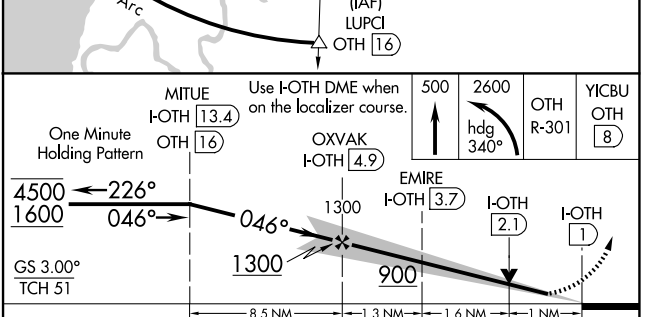 Arc
(IAF)
LUPCI
OTH 16
One Minute
Holding Pattern
MITUE
I-OTH 13.4
OTH 16
Use I-OTH DME when
on the localizer course.
OXVAK
I-OTH 4.9
500
2600
hdg
340°
OTH
R-301
YICBU
OTH
8
EMIRE
I-OTH 3.7
I-OTH
2.1
I-OTH
1
4500
1600
226°
046°
046°
1300
1300
900
GS 3.00°
TCH 51
8.5 NM
1.3 NM
1.6 NM
1 NM